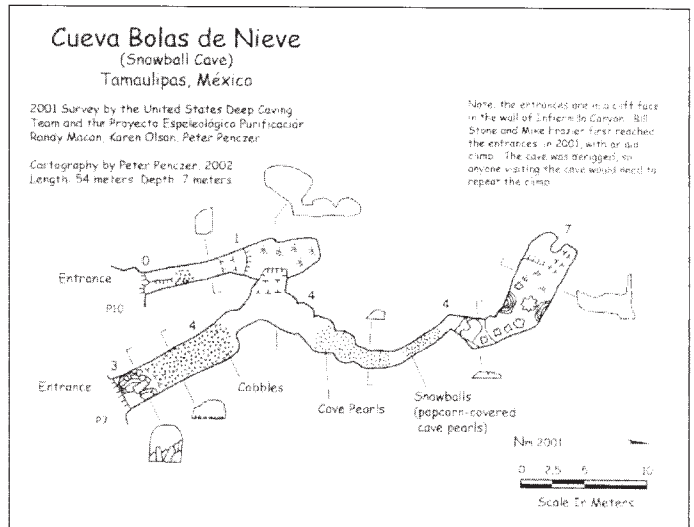 Cueva Bolas de Nieve
(Snowball Cave)
Tamaulipas, México
2001 Survey by the United States Deep Caving
Team and the Proyecto Espeleológico Purificación
Randy Macan, Karen Olson, Peter Penczer
Cartography by Peter Penczer, 2002
Length: 54 meters Depth: 7 meters
Note: the entrances are in a cliff face
in the wall of Infiernillo Canyon. Bill
Stone and Mike Frazier first reached
the entrances in 2001, with an aid
climb. The cave was derigged, so
anyone visiting the cave would need to
repeat the climb
Entrance
0
1
P10
7
4
4
4
3
Entrance
P3
Cobbles
Cave Pearls
Snowballs
(popcorn-covered
cave pearls)
Nm 2001
0 2.5 5 10
Scale In Meters